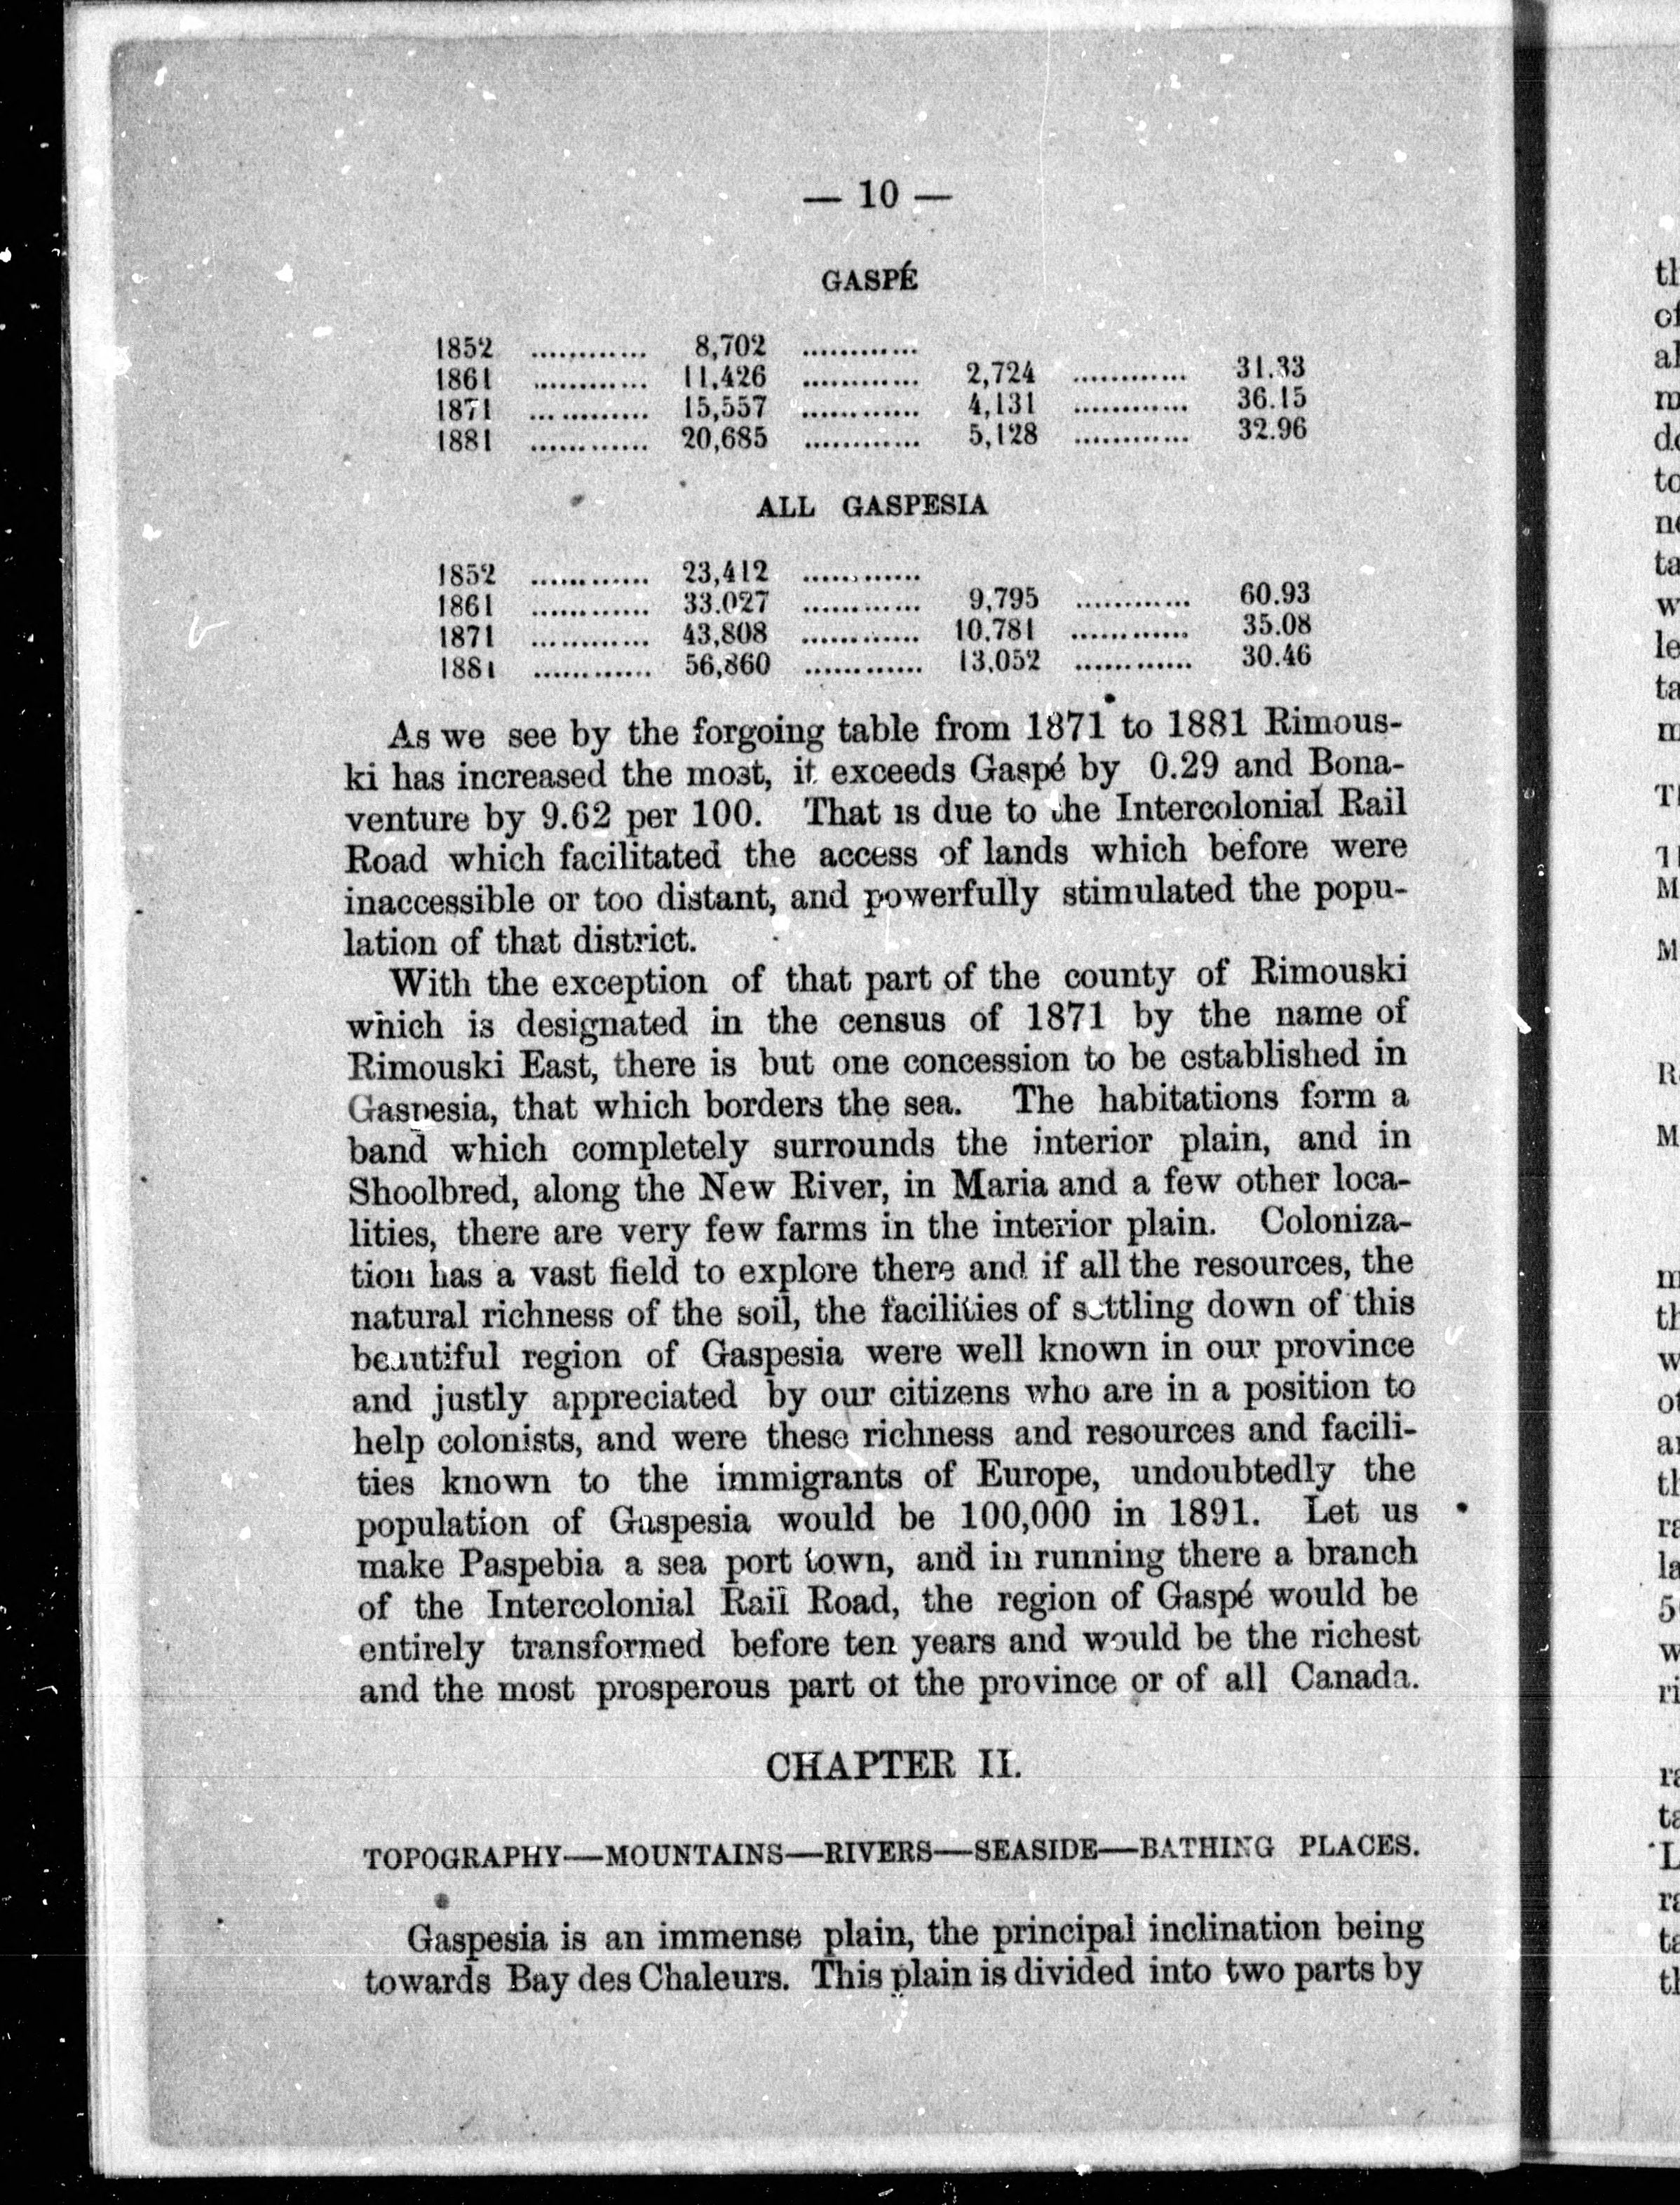 — 10 —
GASPÉ
1852 ............ 8,702 ............
1861 ............ 11,426 ............ 2,724 ............ 31.33
1871 ............ 15,557 ............ 4,131 ............ 36.15
1881 ............ 20,685 ............ 5,128 ............ 32.96
ALL GASPESIA
1852 ............ 23,412 ............
1861 ............ 33.027 ............ 9,795 ............ 60.93
1871 ............ 43,808 ............ 10.781 ............ 35.08
1881 ............ 56,860 ............ 13,052 ............ 30.46
As we see by the forgoing table from 1871 to 1881 Rimous-
ki has increased the most, it exceeds Gaspé by 0.29 and Bona-
venture by 9.62 per 100. That is due to the Intercolonial Rail
Road which facilitated the access of lands which before were
inaccessible or too distant, and powerfully stimulated the popu-
lation of that district.
With the exception of that part of the county of Rimouski
which is designated in the census of 1871 by the name of
Rimouski East, there is but one concession to be established in
Gaspesia, that which borders the sea. The habitations form a
band which completely surrounds the interior plain, and in
Shoolbred, along the New River, in Maria and a few other loca-
lities, there are very few farms in the interior plain. Coloniza-
tion has a vast field to explore there and if all the resources, the
natural richness of the soil, the facilities of settling down of this
beautiful region of Gaspesia were well known in our province
and justly appreciated by our citizens who are in a position to
help colonists, and were these richness and resources and facili-
ties known to the immigrants of Europe, undoubtedly the
population of Gaspesia would be 100,000 in 1891. Let us
make Paspebia a sea port town, and in running there a branch
of the Intercolonial Rail Road, the region of Gaspé would be
entirely transformed before ten years and would be the richest
and the most prosperous part of the province or of all Canada.
CHAPTER II.
TOPOGRAPHY—MOUNTAINS—RIVERS—SEASIDE—BATHING PLACES.
Gaspesia is an immense plain, the principal inclination being
towards Bay des Chaleurs. This plain is divided into two parts by